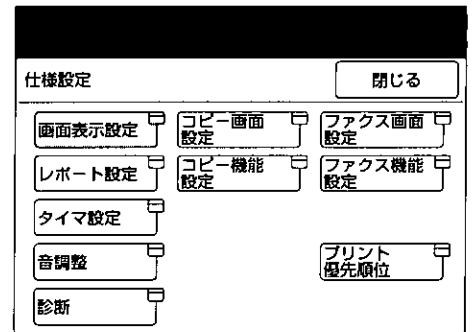 仕様設定
閉じる
画面表示設定
コピー画面
設定
ファクス画面
設定
レポート設定
コピー機能
設定
ファクス機能
設定
タイマ設定
音調整
プリント
優先順位
診断